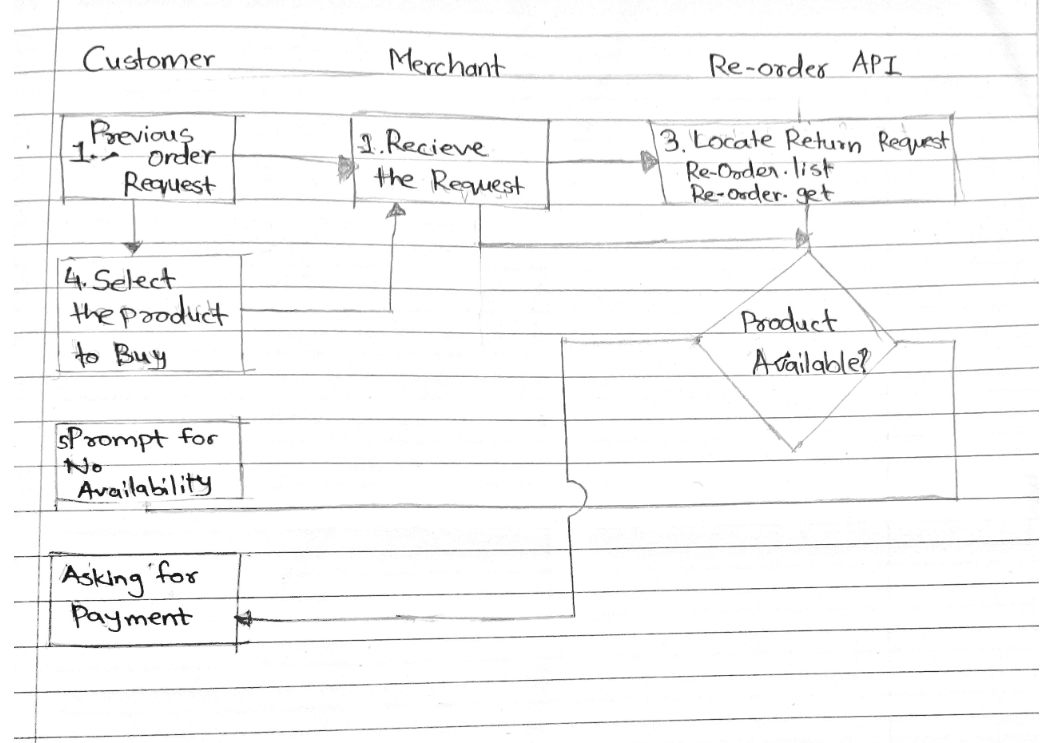 Customer
Merchant
Re-order API
1. Previous
order
Request
2. Recieve
the Request
3. Locate Return Request
Re-Order.list
Re-order.get
4. Select
the product
to Buy
Product
Available?
5 Prompt for
No
Availability
Asking for
Payment